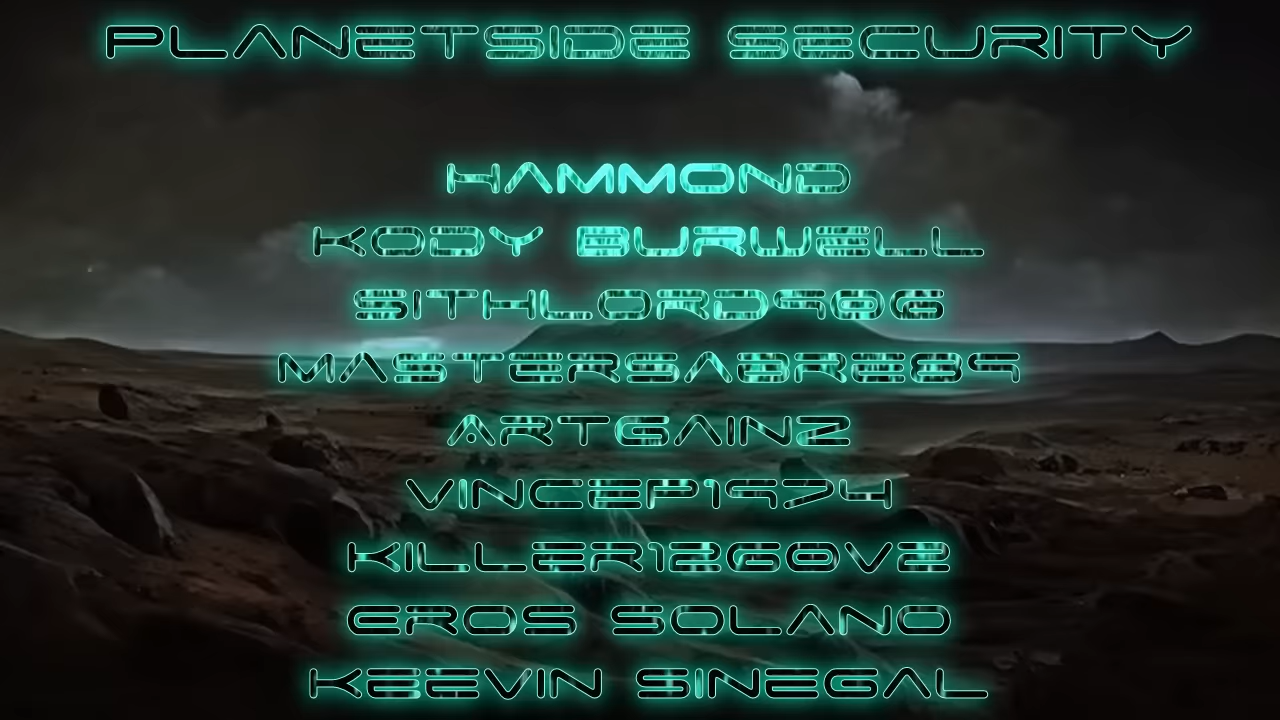 PLANETSIDE SECURITY
HAMMOND
KODY BURWELL
SITHLORD906
MASTERSABRE89
ARTGAINZ
VINCEP1974
KILLER1260V2
EROS SOLANO
KEEVIN SINEGAL